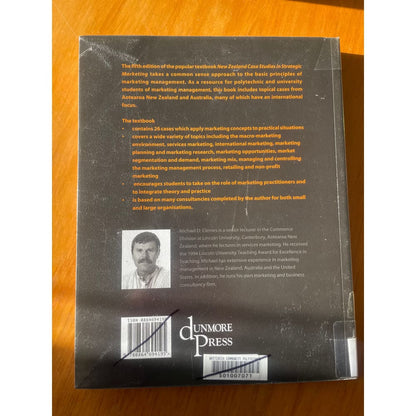 The fifth edition of the popular textbook New Zealand Case Studies in Strategic
Marketing takes a common sense approach to the basic principles of
marketing management. As a resource for polytechnic and university
students of marketing management, this book includes topical cases from
Aotearoa New Zealand and Australia, many of which have an international
focus.
The textbook
• contains 26 cases which apply marketing concepts to practical situations
• covers a wide variety of topics including the macro-marketing
environment, services marketing, international marketing, marketing
planning and marketing research, marketing opportunities, market
segmentation and demand, marketing mix, managing and controlling
the marketing management process, retailing and non-profit
marketing
• encourages students to take on the role of marketing practitioners and
to integrate theory and practice
• is based on many consultancies completed by the author for both small
and large organisations.
Michael D. Clemes is a senior lecturer in the Commerce
Division at Lincoln University, Canterbury, Aotearoa New
Zealand, where he lectures in services marketing. He received
the 1994 Lincoln University Teaching Award for Excellence in
Teaching. Michael has extensive experience in marketing
management in New Zealand, Australia and the United
States. In addition, he runs his own marketing and business
consultancy firm.
DUNMORE
PRESS